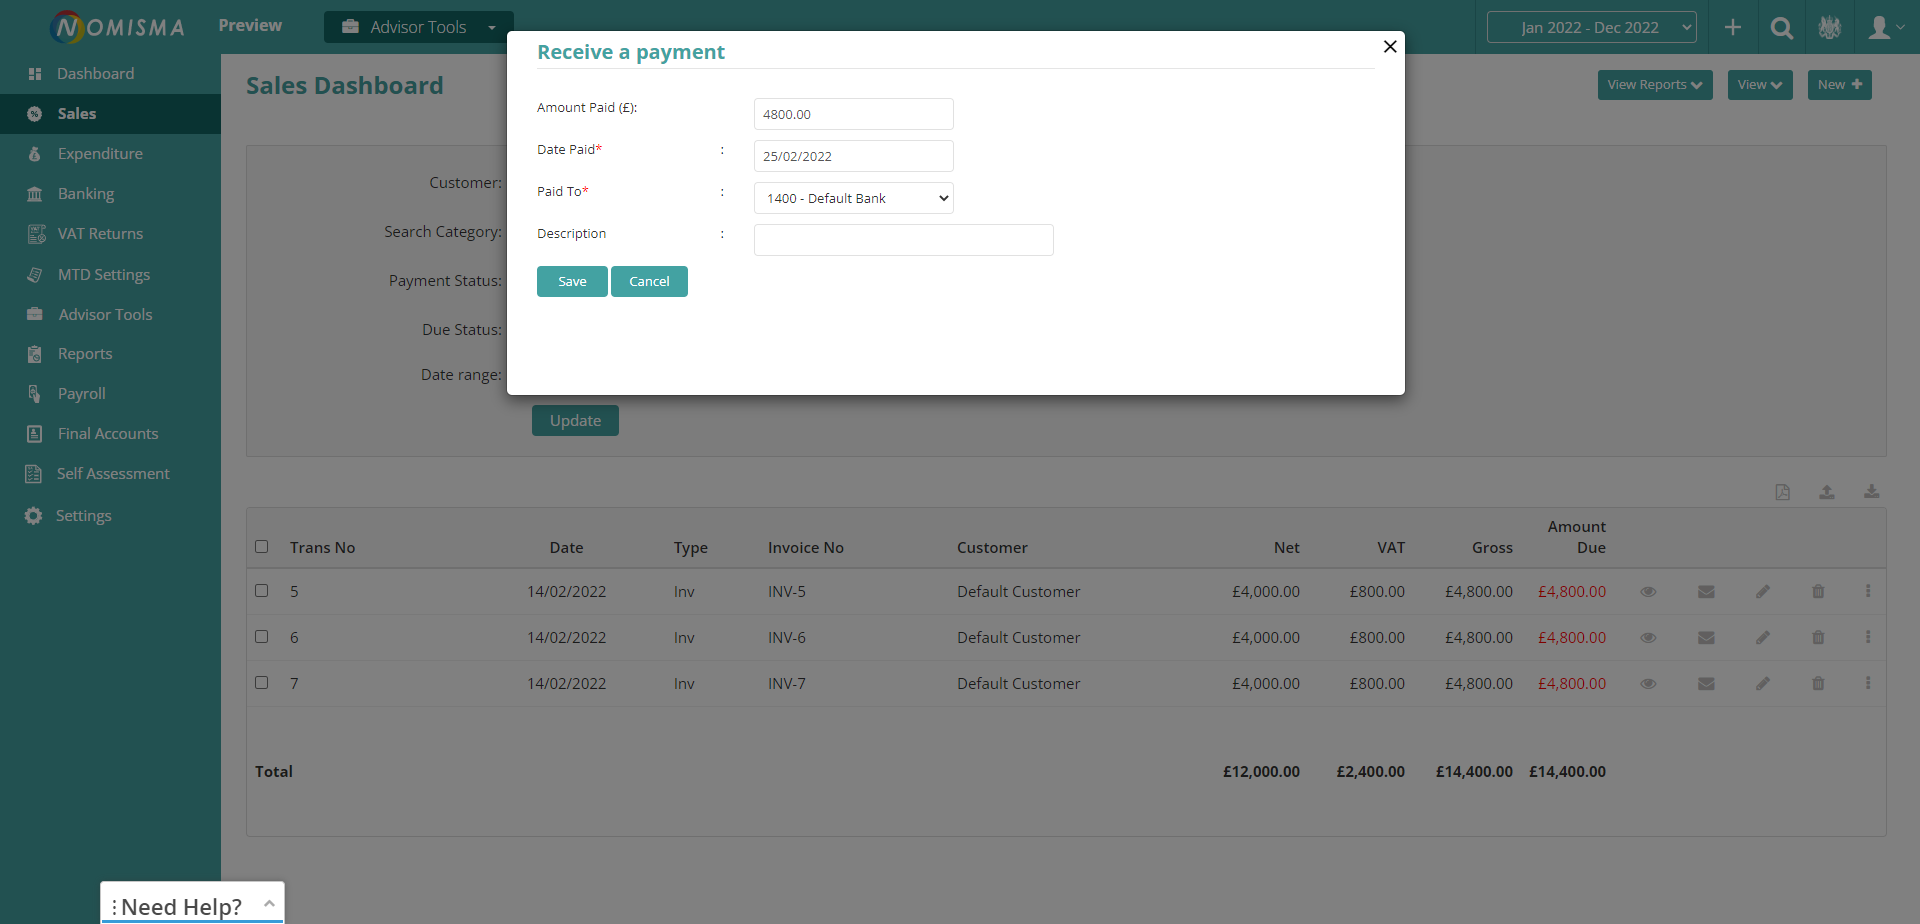 NOMISMA
Preview
Advisor Tools
Jan 2022 - Dec 2022
Dashboard
Sales
Expenditure
Banking
VAT Returns
MTD Settings
Advisor Tools
Reports
Payroll
Final Accounts
Self Assessment
Settings
Need Help?
Sales Dashboard
View Reports
View
New
Customer:
Search Category:
Payment Status:
Due Status:
Date range:
Update
Receive a payment
Amount Paid (£): 4800.00
Date Paid* : 25/02/2022
Paid To* : 1400 - Default Bank
Description :
Save Cancel
Trans No Date Type Invoice No Customer Net VAT Gross Amount Due
5 14/02/2022 Inv INV-5 Default Customer £4,000.00 £800.00 £4,800.00 £4,800.00
6 14/02/2022 Inv INV-6 Default Customer £4,000.00 £800.00 £4,800.00 £4,800.00
7 14/02/2022 Inv INV-7 Default Customer £4,000.00 £800.00 £4,800.00 £4,800.00
Total £12,000.00 £2,400.00 £14,400.00 £14,400.00